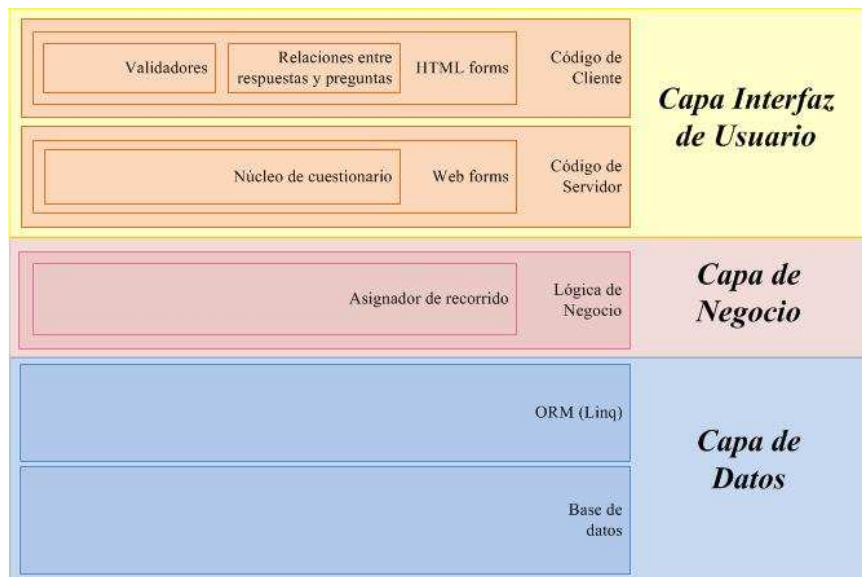 Validadores
Relaciones entre
respuestas y preguntas
HTML forms
Código de
Cliente
Capa Interfaz
de Usuario
Núcleo de cuestionario
Web forms
Código de
Servidor
Asignador de recorrido
Lógica de
Negocio
Capa de
Negocio
ORM (Linq)
Base de
datos
Capa de
Datos